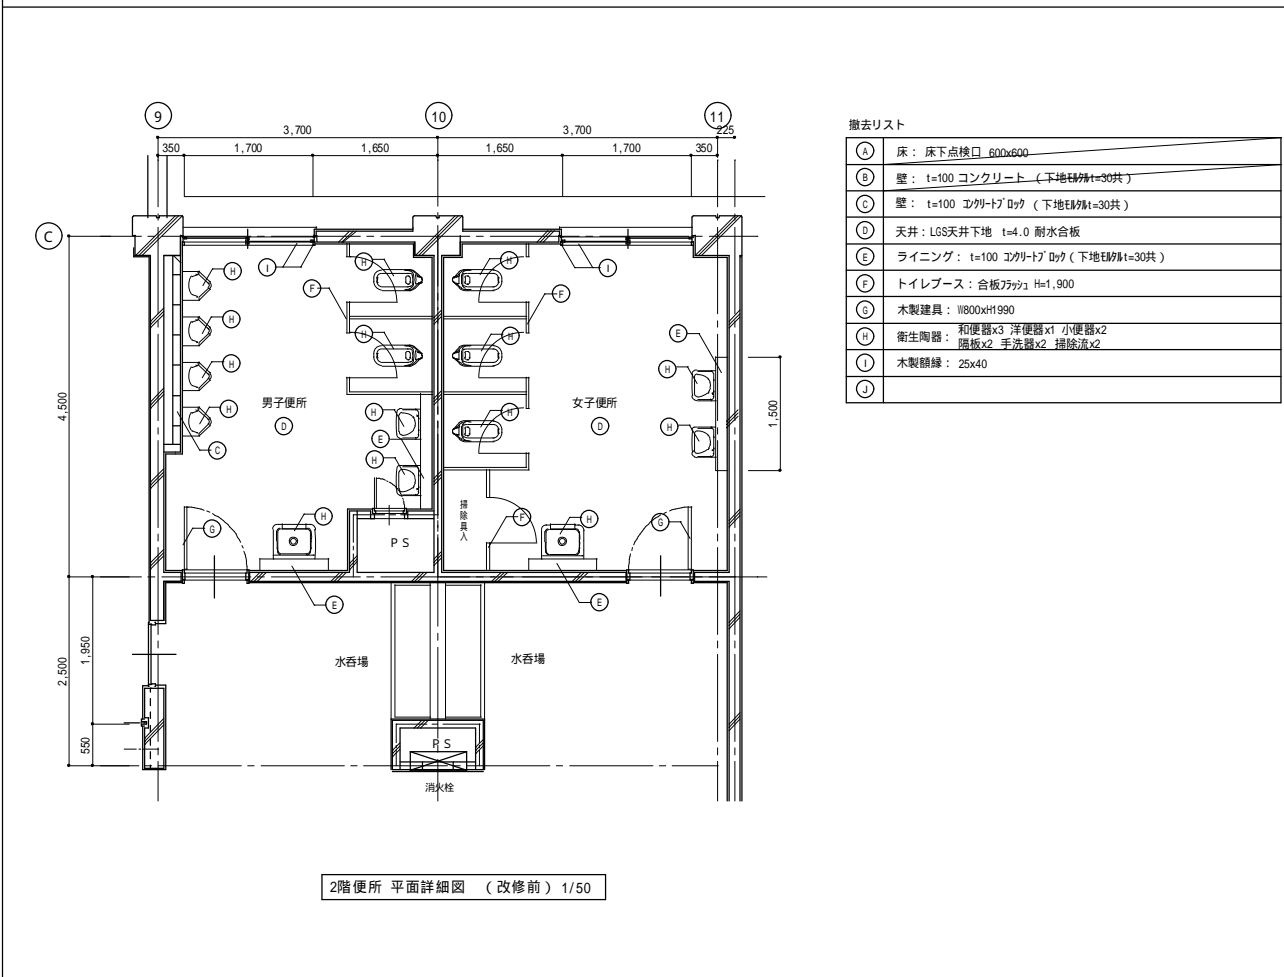 9
10
11
3,700
3,700
225
350
1,700
1,650
1,650
1,700
350
C
撤去リスト
A 床： 床下点検口 600x600
B 壁： t=100 コンクリート （下地ﾓﾙﾀﾙt=30共）
C 壁： t=100 ｺﾝｸﾘｰﾄﾌﾞﾛｯｸ （下地ﾓﾙﾀﾙt=30共）
D 天井：LGS天井下地 t=4.0 耐水合板
E ライニング： t=100 ｺﾝｸﾘｰﾄﾌﾞﾛｯｸ（下地ﾓﾙﾀﾙt=30共）
F トイレブース：合板ﾌﾗｯｼｭ H=1,900
G 木製建具： W800xH1990
H 衛生陶器： 和便器x3 洋便器x1 小便器x2
隔板x2 手洗器x2 掃除流x2
I 木製額縁： 25x40
J
I
I
H
H
H
F
F
H
H
H
E
H
H
4,500
男子便所
女子便所
1,500
D
D
H
H
H
H
C
E
H
掃除具入
G
H
PS
F
H
G
E
E
2,500
1,950
水呑場
水呑場
550
PS
消火栓
2階便所 平面詳細図 （改修前）1/50